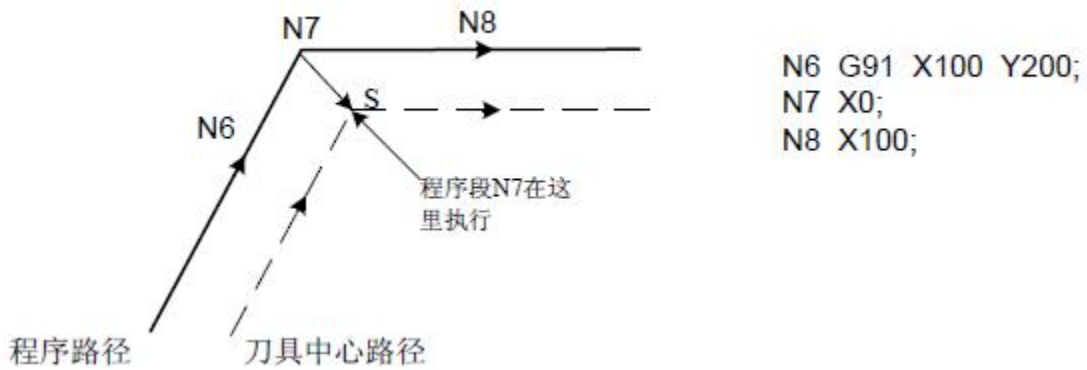 N7
N8
N6 G91 X100 Y200;
N7 X0;
N8 X100;
S
N6
程序段N7在这
里执行
程序路径
刀具中心路径